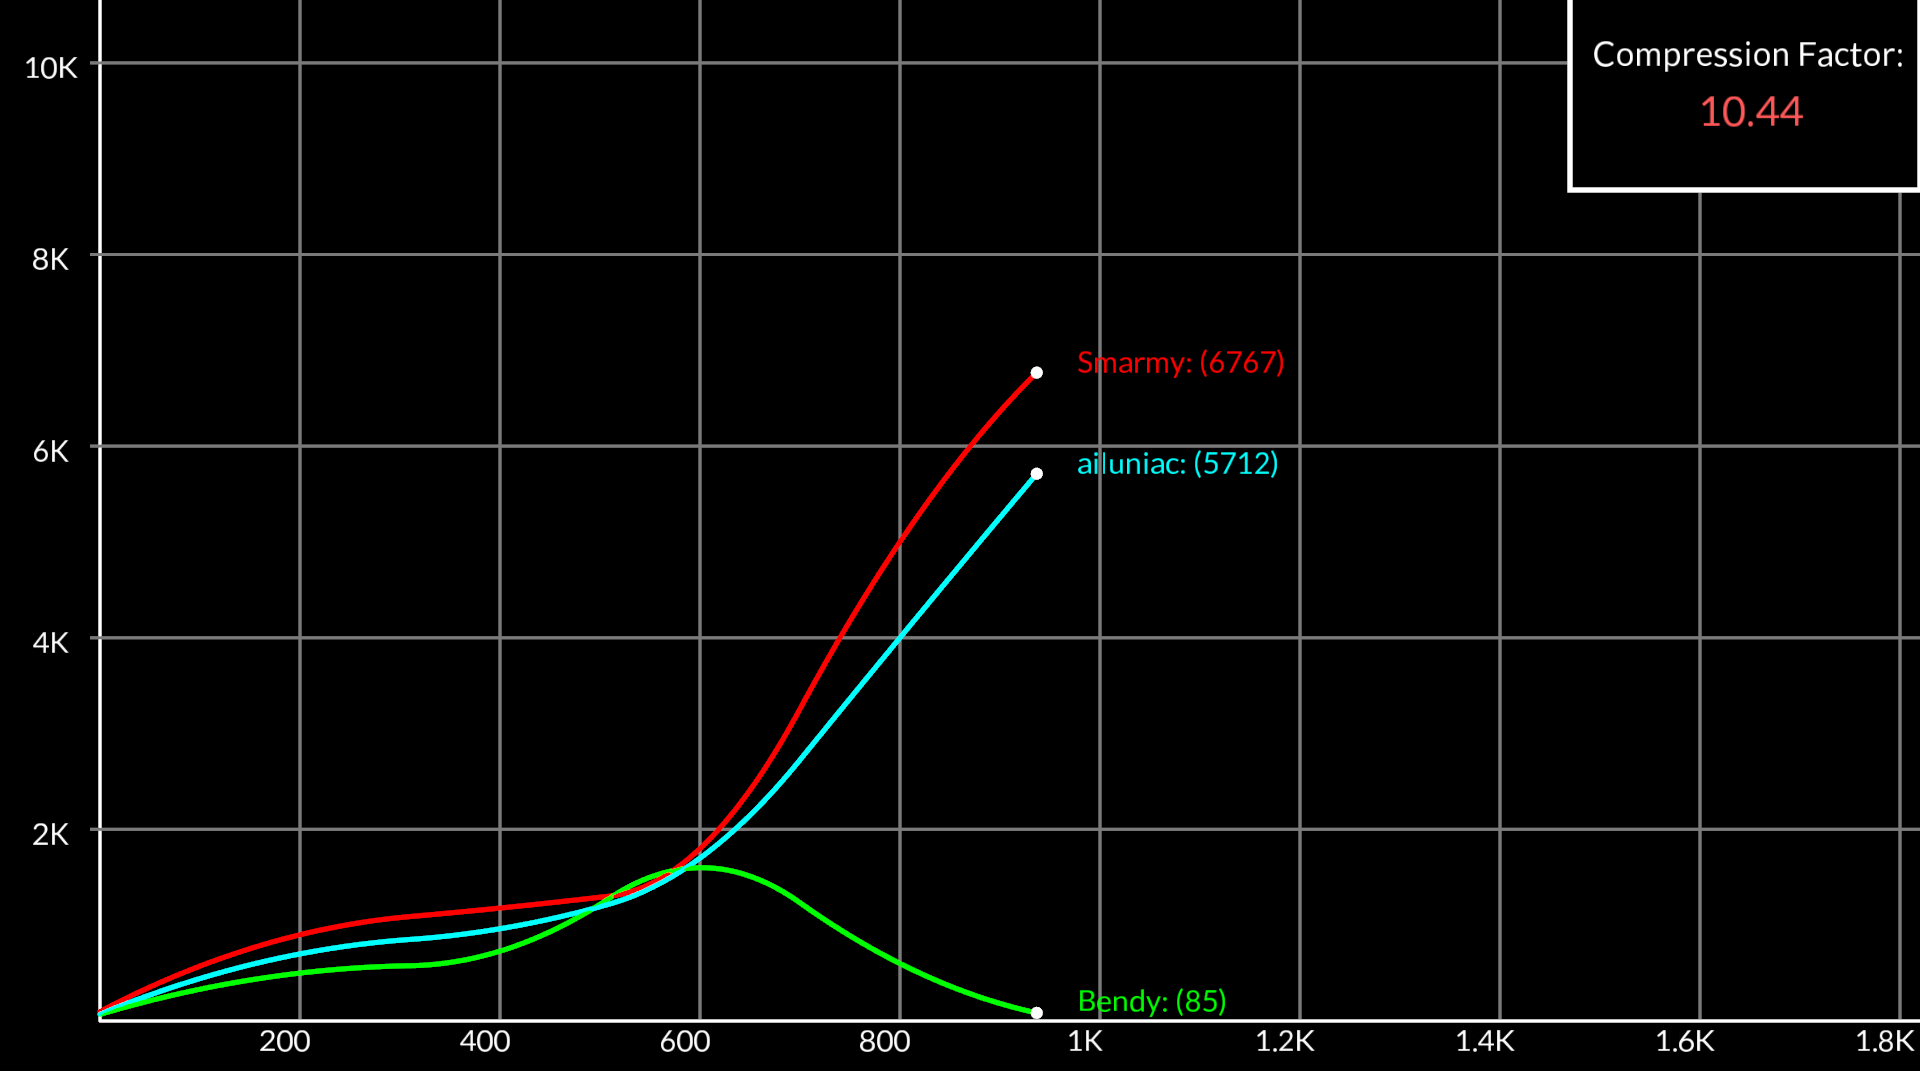 Compression Factor:
10.44
10K
8K
6K
4K
2K
Smarmy: (6767)
ailuniac: (5712)
Bendy: (85)
200 400 600 800 1K 1.2K 1.4K 1.6K 1.8K